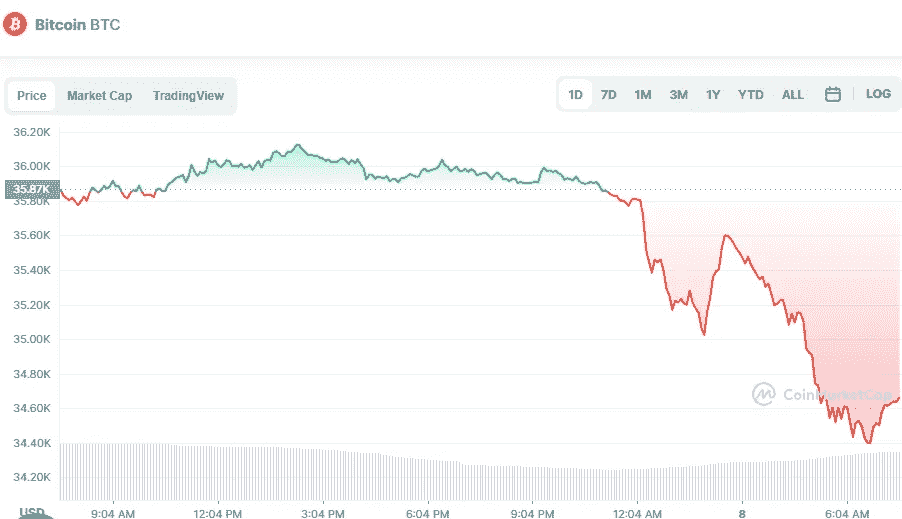 Bitcoin BTC
Price Market Cap TradingView 1D 7D 1M 3M 1Y YTD ALL LOG
36.20K
36.00K
35.87K
35.80K
35.60K
35.40K
35.20K
35.00K
34.80K
CoinMarketCap
34.60K
34.40K
34.20K
USD 9:04 AM 12:04 PM 3:04 PM 6:04 PM 9:04 PM 12:04 AM 8 6:04 AM